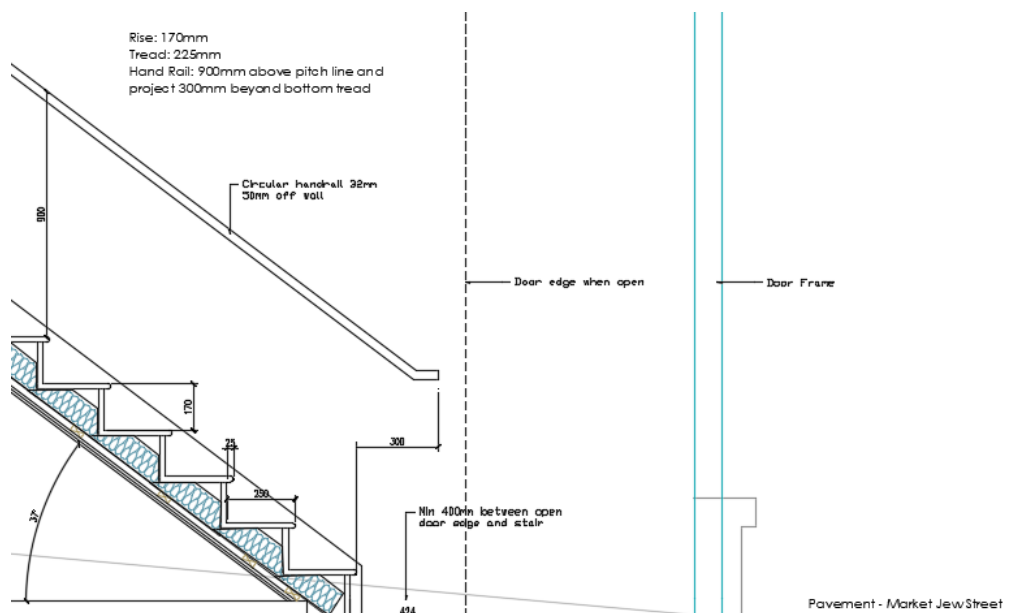 Rise: 170mm
Tread: 225mm
Hand Rail: 900mm above pitch line and
project 300mm beyond bottom tread
Circular handrail 32mm
50mm off wall
900
Door edge when open
Door Frame
170
25
300
250
Min 400mm between open
door edge and stair
37°
424
Pavement - Market Jew Street